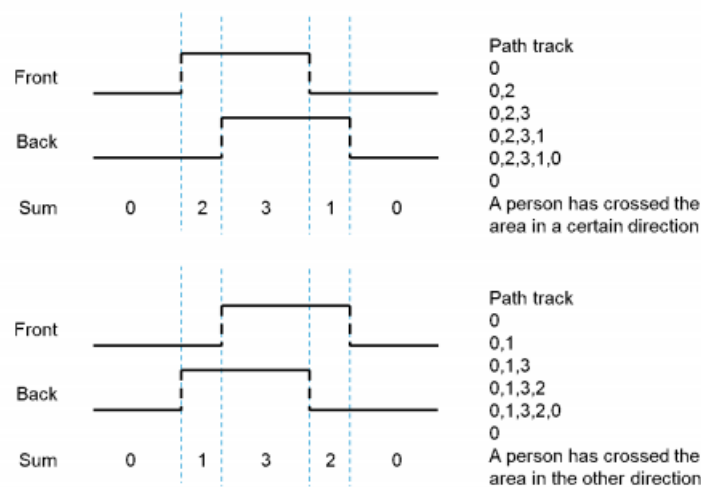 Path track
0
Front
0,2
0,2,3
0,2,3,1
Back
0,2,3,1,0
0
Sum 0 2 3 1 0
A person has crossed the
area in a certain direction
Path track
0
Front
0,1
0,1,3
0,1,3,2
Back
0,1,3,2,0
0
Sum 0 1 3 2 0
A person has crossed the
area in the other direction